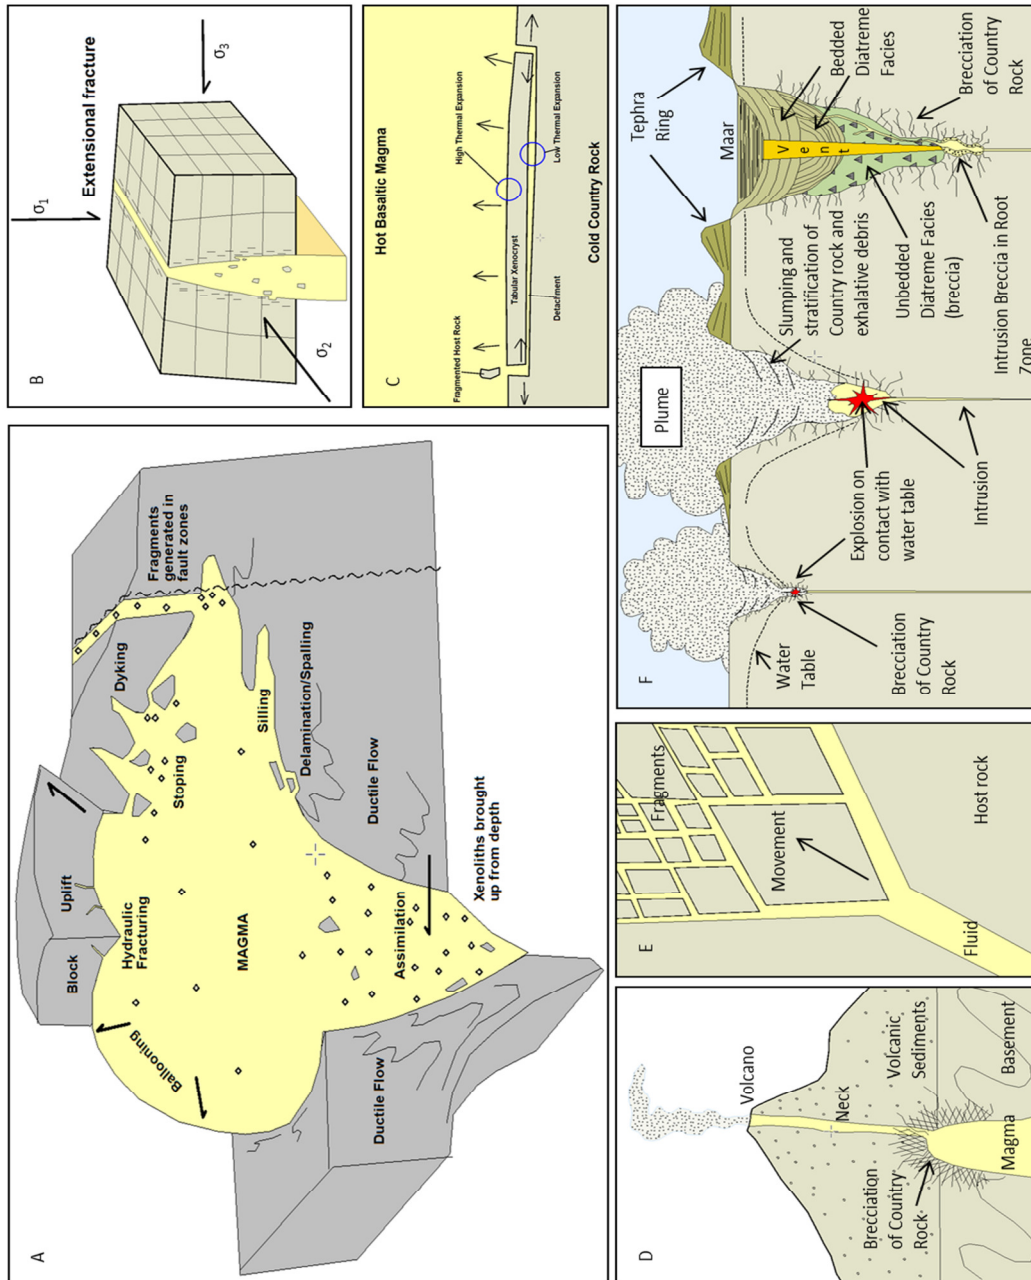 A
Block
Uplift
Ballooning
Hydraulic
Fracturing
Dyking
Fragments
generated in
fault zones
Stoping
MAGMA
Silling
Delamination/Spalling
Assimilation
Ductile Flow
Ductile Flow
Xenoliths brought
up from depth
B
σ1
Extensional fracture
σ2
σ3
C
Hot Basaltic Magma
Fragmented Host Rock
High Thermal Expansion
Tabular Xenocryst
Detachment
Low Thermal Expansion
Cold Country Rock
D
Volcano
Neck
Brecciation
of Country
Rock
Volcanic
Sediments
Basement
Magma
E
Fragments
Movement
Fluid
Host rock
F
Plume
Tephra
Ring
Maar
Water
Table
Vent
Bedded
Diatreme
Facies
Slumping and
stratification of
Country rock and
exhalative debris
Explosion on
contact with
water table
Brecciation
of Country
Rock
Unbedded
Diatreme Facies
(breccia)
Brecciation
of Country
Rock
Intrusion
Intrusion Breccia in Root
Zone